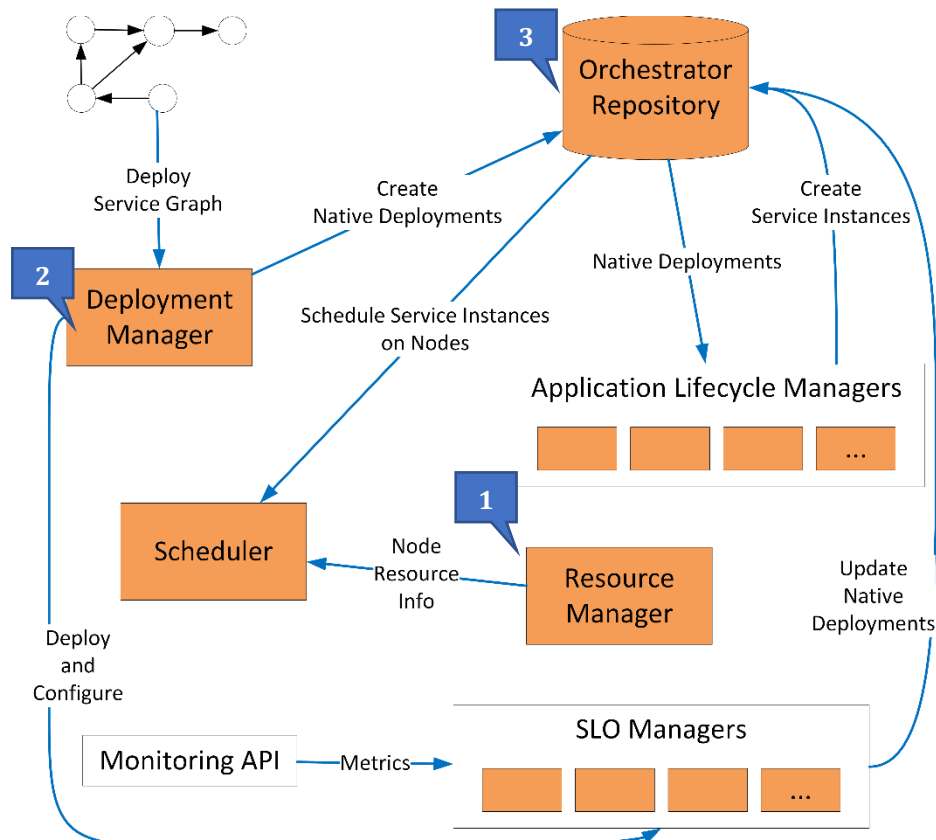 3
Orchestrator
Repository
Deploy
Service Graph
Create
Native Deployments
Create
Service Instances
2
Deployment
Manager
Native Deployments
Schedule Service Instances
on Nodes
Application Lifecycle Managers
...
1
Scheduler
Node
Resource
Info
Resource
Manager
Update
Native
Deployments
Deploy
and
Configure
SLO Managers
Monitoring API
Metrics
...